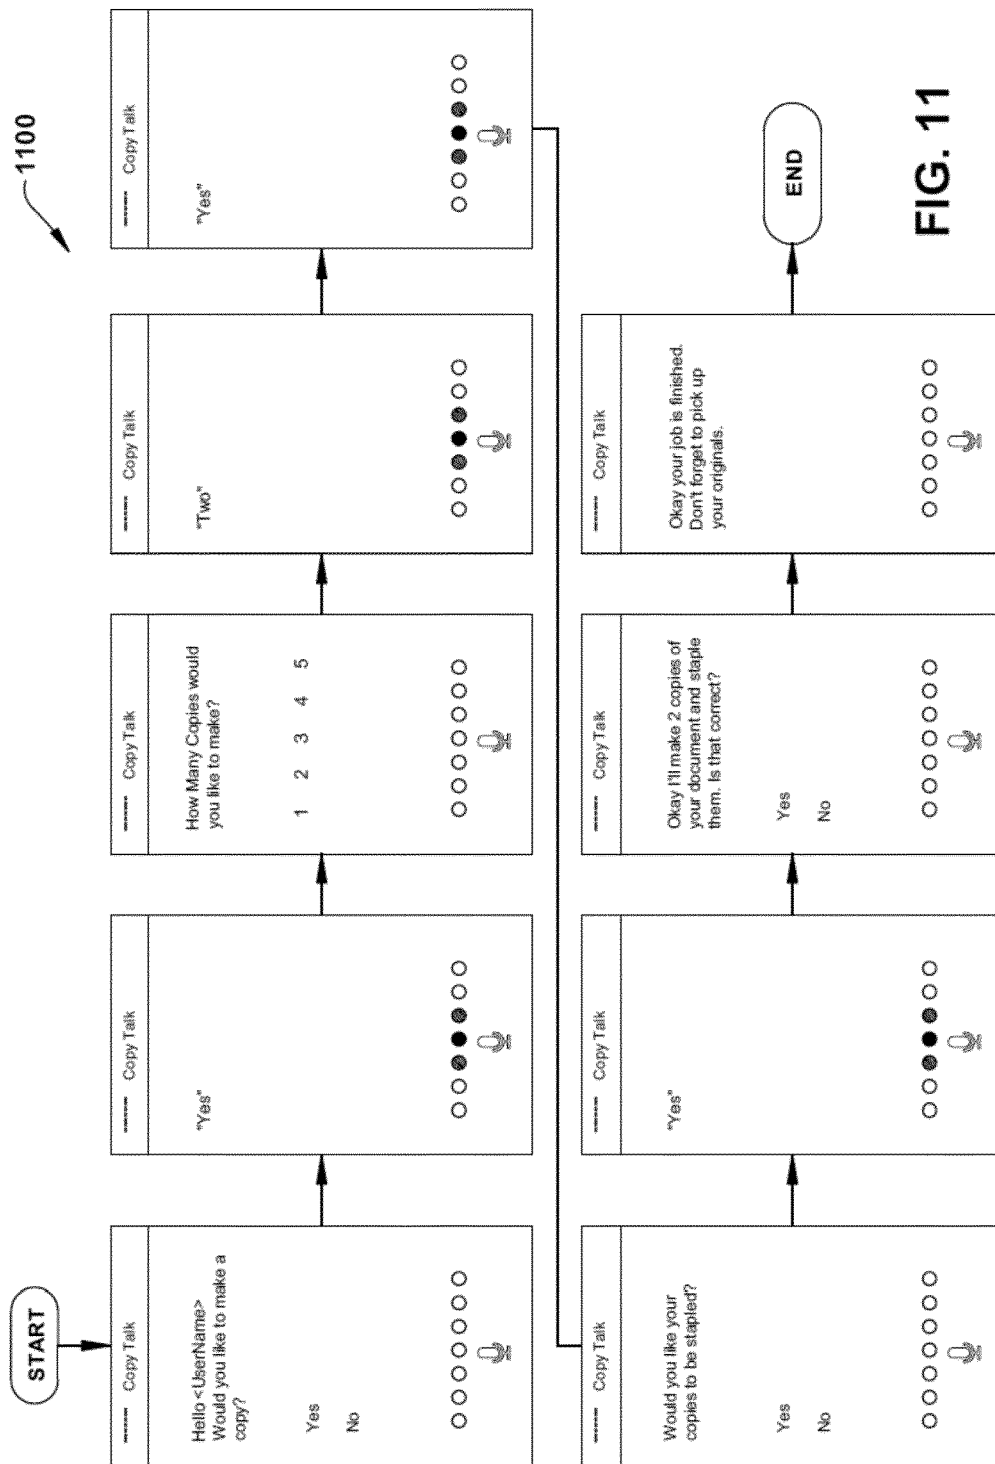 1100
START
CopyTalk
Hello <UserName>
Would you like to make a
copy?
Yes
No
CopyTalk
"Yes"
CopyTalk
How Many Copies would
you like to make?
1 2 3 4 5
CopyTalk
"Two"
CopyTalk
"Yes"
CopyTalk
Would you like your
copies to be stapled?
Yes
No
CopyTalk
"Yes"
CopyTalk
Okay I'll make 2 copies of
your document and staple
them. Is that correct?
Yes
No
CopyTalk
Okay your job is finished.
Don't forget to pick up
your originals.
END
FIG. 11